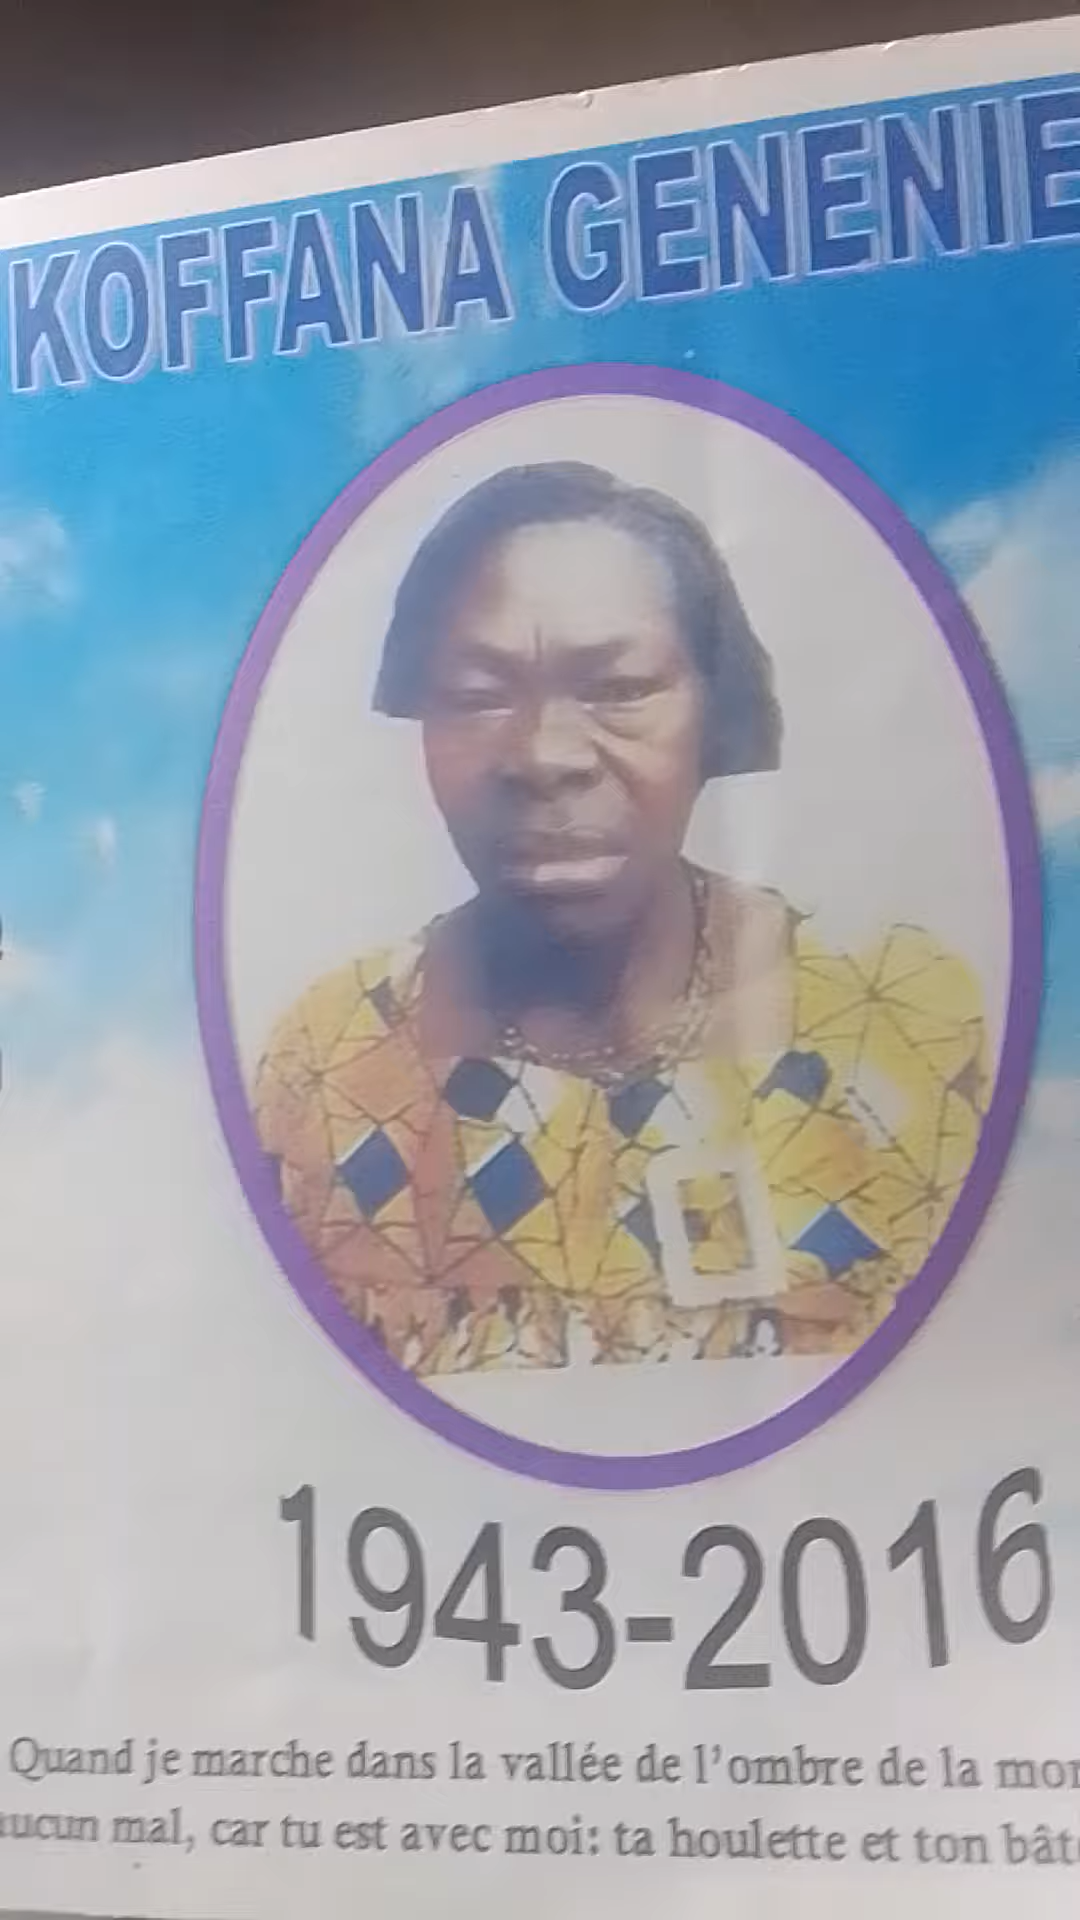 KOFFANA GENENIE
1943-2016
Quand je marche dans la vallée de l'ombre de la
mal, car tu est avec moi: ta houlette et ton